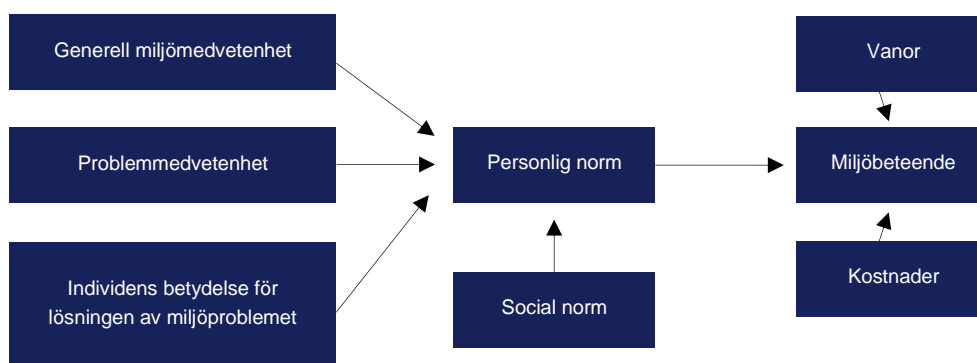 Generell miljömedvetenhet
Vanor
Problemmedvetenhet
Personlig norm
Miljöbeteende
Individens betydelse för
lösningen av miljöproblemet
Social norm
Kostnader